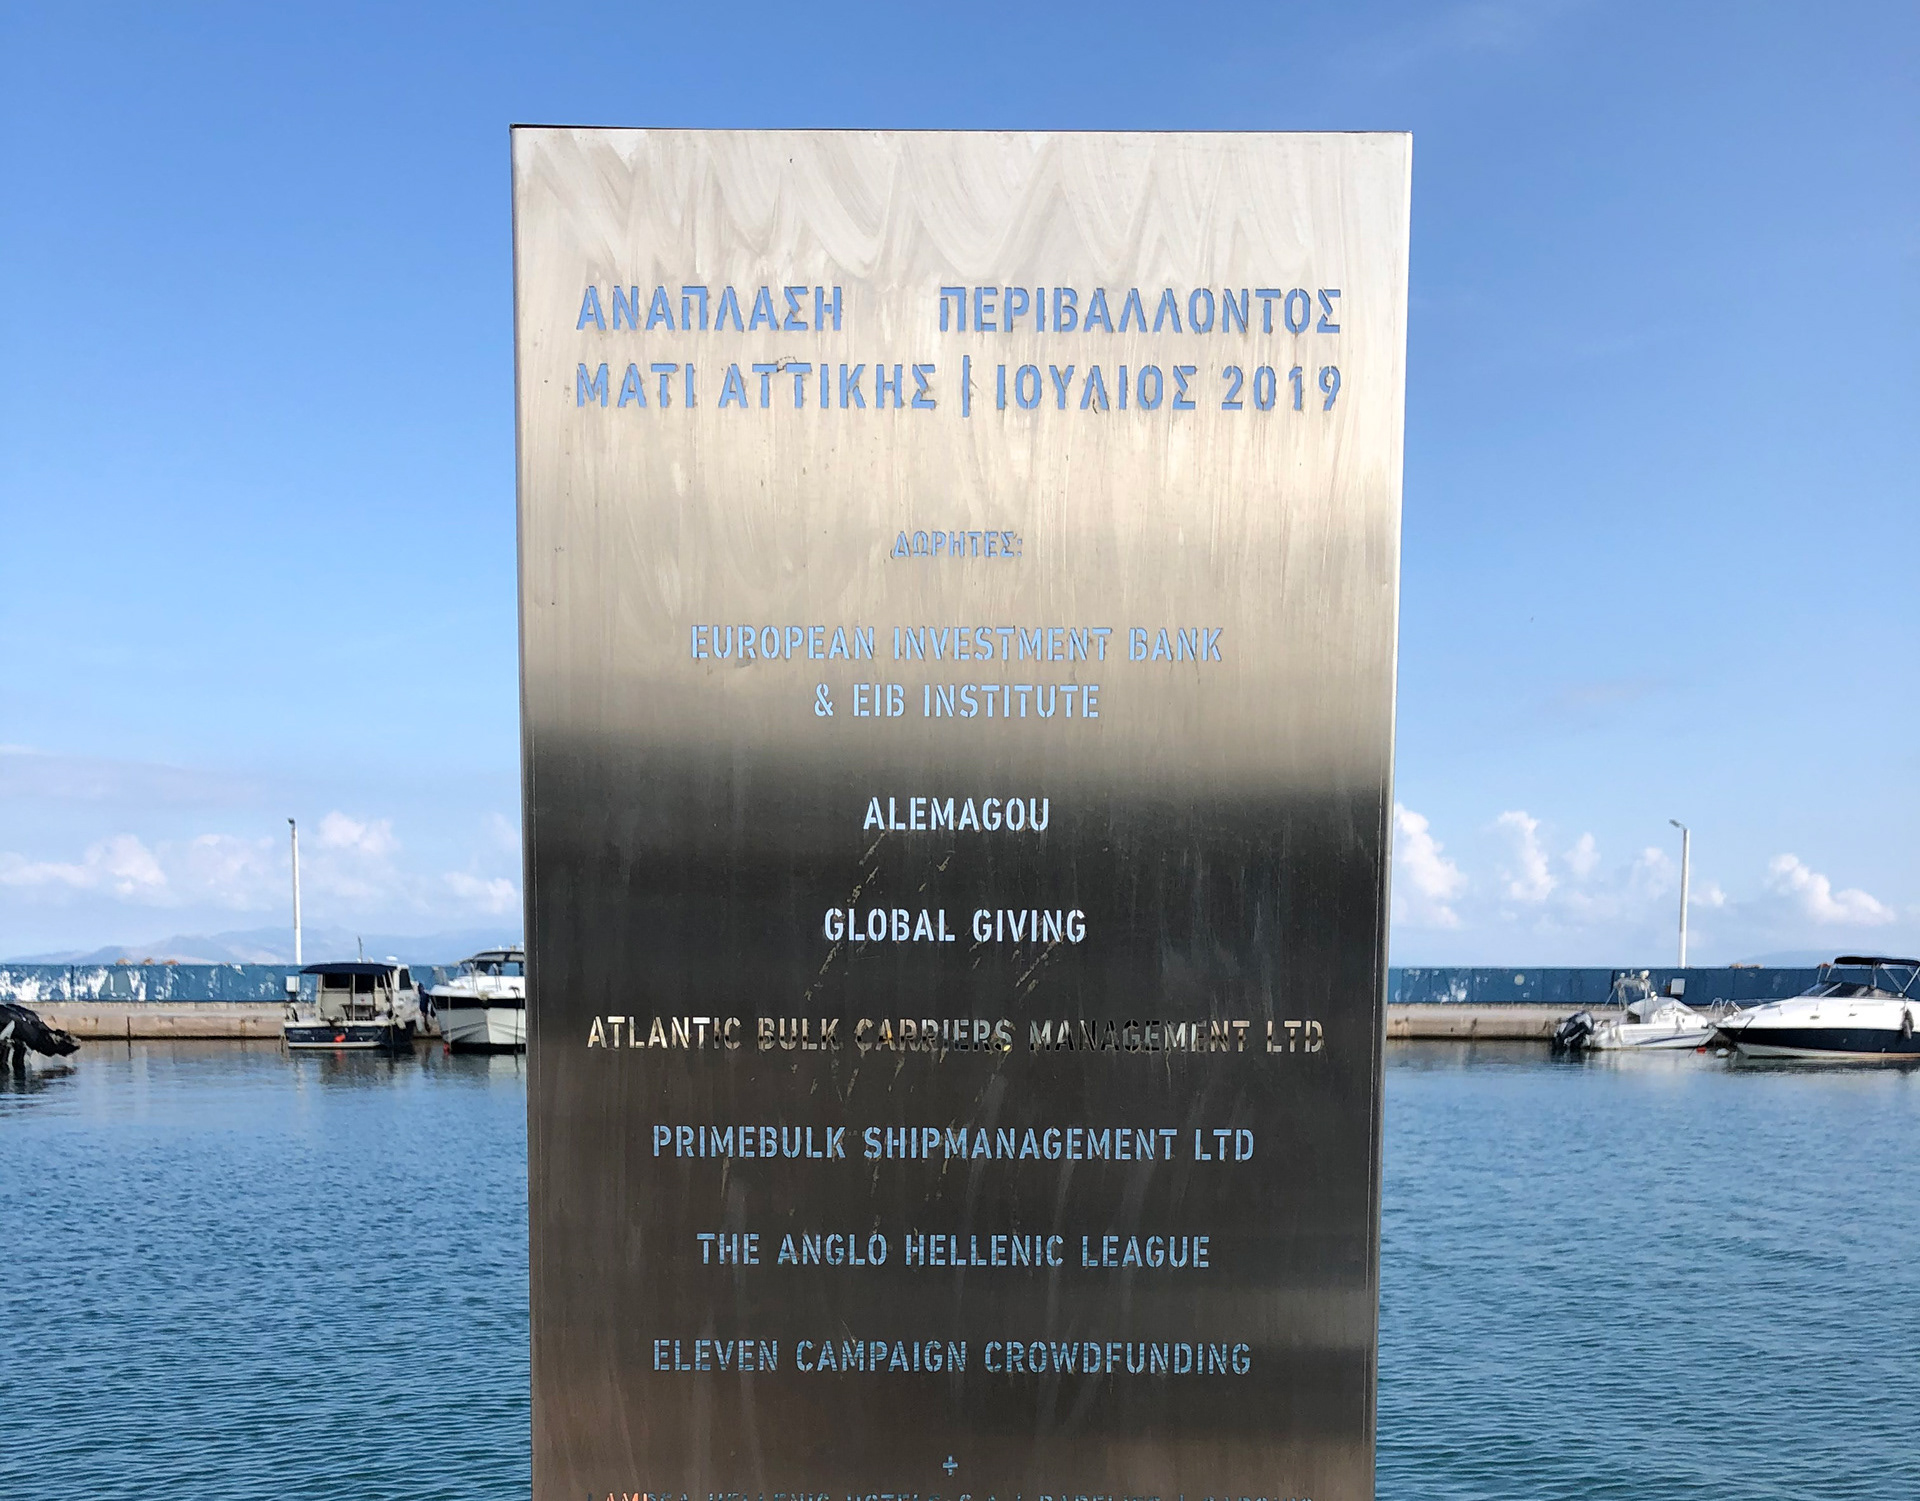 ΑΝΑΠΛΑΣΗ ΠΕΡΙΒΑΛΛΟΝΤΟΣ
ΜΑΤΙ ΑΤΤΙΚΗΣ | ΙΟΥΛΙΟΣ 2019
ΔΩΡΗΤΕΣ:
EUROPEAN INVESTMENT BANK
& EIB INSTITUTE
ALEMAGOU
GLOBAL GIVING
ATLANTIC BULK CARRIERS MANAGEMENT LTD
PRIMEBULK SHIPMANAGEMENT LTD
THE ANGLO HELLENIC LEAGUE
ELEVEN CAMPAIGN CROWDFUNDING
+